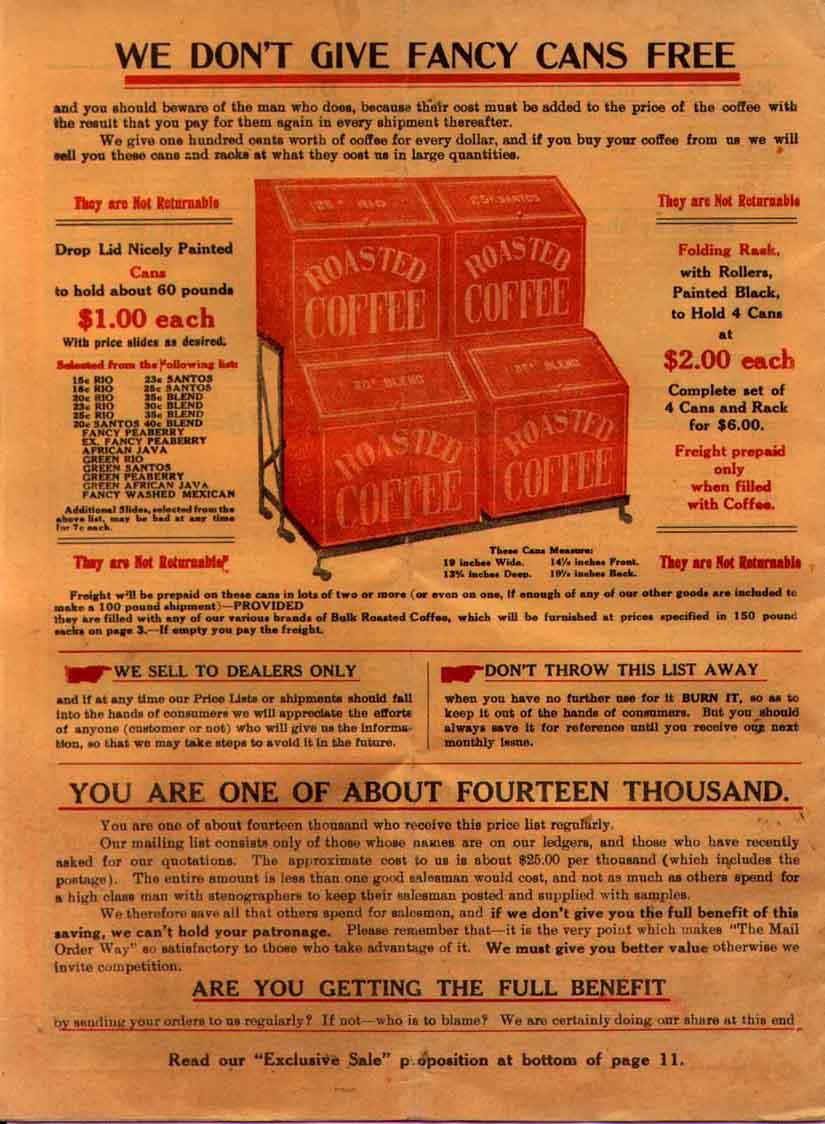 WE DON'T GIVE FANCY CANS FREE
and you should beware of the man who does, because their cost must be added to the price of the coffee with
the result that you pay for them again in every shipment thereafter.
We give one hundred cents worth of coffee for every dollar, and if you buy your coffee from us we will
sell you these cans and racks at what they cost us in large quantities.
They are Not Returnable
Drop Lid Nicely Painted
Cans
to hold about 60 pounds
$1.00 each
With price slides as desired.
Selected from the Following list:
15c RIO 23c SANTOS
18c RIO 25c SANTOS
20c RIO 25c BLEND
23c RIO 30c BLEND
25c RIO 35c BLEND
20c SANTOS 40c BLEND
FANCY PEABERRY
EX. FANCY PEABERRY
AFRICAN JAVA
GREEN RIO
GREEN SANTOS
GREEN PEABERRY
GREEN AFRICAN JAVA
FANCY WASHED MEXICAN
Additional Slides, selected from the
above list, may be had at any time
for 7c each.
They are Not Returnable
RIO
SANTOS
ROASTED
COFFEE
ROASTED
COFFEE
BLEND
BLEND
ROASTED
COFFEE
ROASTED
COFFEE
These Cans Measure:
19 inches Wide. 14½ inches Front.
13¾ inches Deep. 19½ inches Back.
They are Not Returnable
Folding Rack,
with Rollers,
Painted Black,
to Hold 4 Cans
at
$2.00 each
Complete set of
4 Cans and Rack
for $6.00.
Freight prepaid
only
when filled
with Coffee.
They are Not Returnable
Freight will be prepaid on these cans in lots of two or more (or even on one, if enough of any of our other goods are included to
make a 100 pound shipment)—PROVIDED
they are filled with any of our various brands of Bulk Roasted Coffee, which will be furnished at prices specified in 150 pound
sacks on page 3.—If empty you pay the freight.
WE SELL TO DEALERS ONLY
and if at any time our Price Lists or shipments should fall
into the hands of consumers we will appreciate the efforts
of anyone (customer or not) who will give us the informa-
tion, so that we may take steps to avoid it in the future.
DON'T THROW THIS LIST AWAY
when you have no further use for it BURN IT, so as to
keep it out of the hands of consumers. But you should
always save it for reference until you receive our next
monthly issue.
YOU ARE ONE OF ABOUT FOURTEEN THOUSAND.
You are one of about fourteen thousand who receive this price list regularly.
Our mailing list consists only of those whose names are on our ledgers, and those who have recently
asked for our quotations. The approximate cost to us is about $25.00 per thousand (which includes the
postage). The entire amount is less than one good salesman would cost, and not as much as others spend for
a high class man with stenographers to keep their salesman posted and supplied with samples.
We therefore save all that others spend for salesmen, and if we don't give you the full benefit of this
saving, we can't hold your patronage. Please remember that—it is the very point which makes "The Mail
Order Way" so satisfactory to those who take advantage of it. We must give you better value otherwise we
invite competition.
ARE YOU GETTING THE FULL BENEFIT
by sending your orders to us regularly? If not—who is to blame? We are certainly doing our share at this end
Read our "Exclusive Sale" proposition at bottom of page 11.